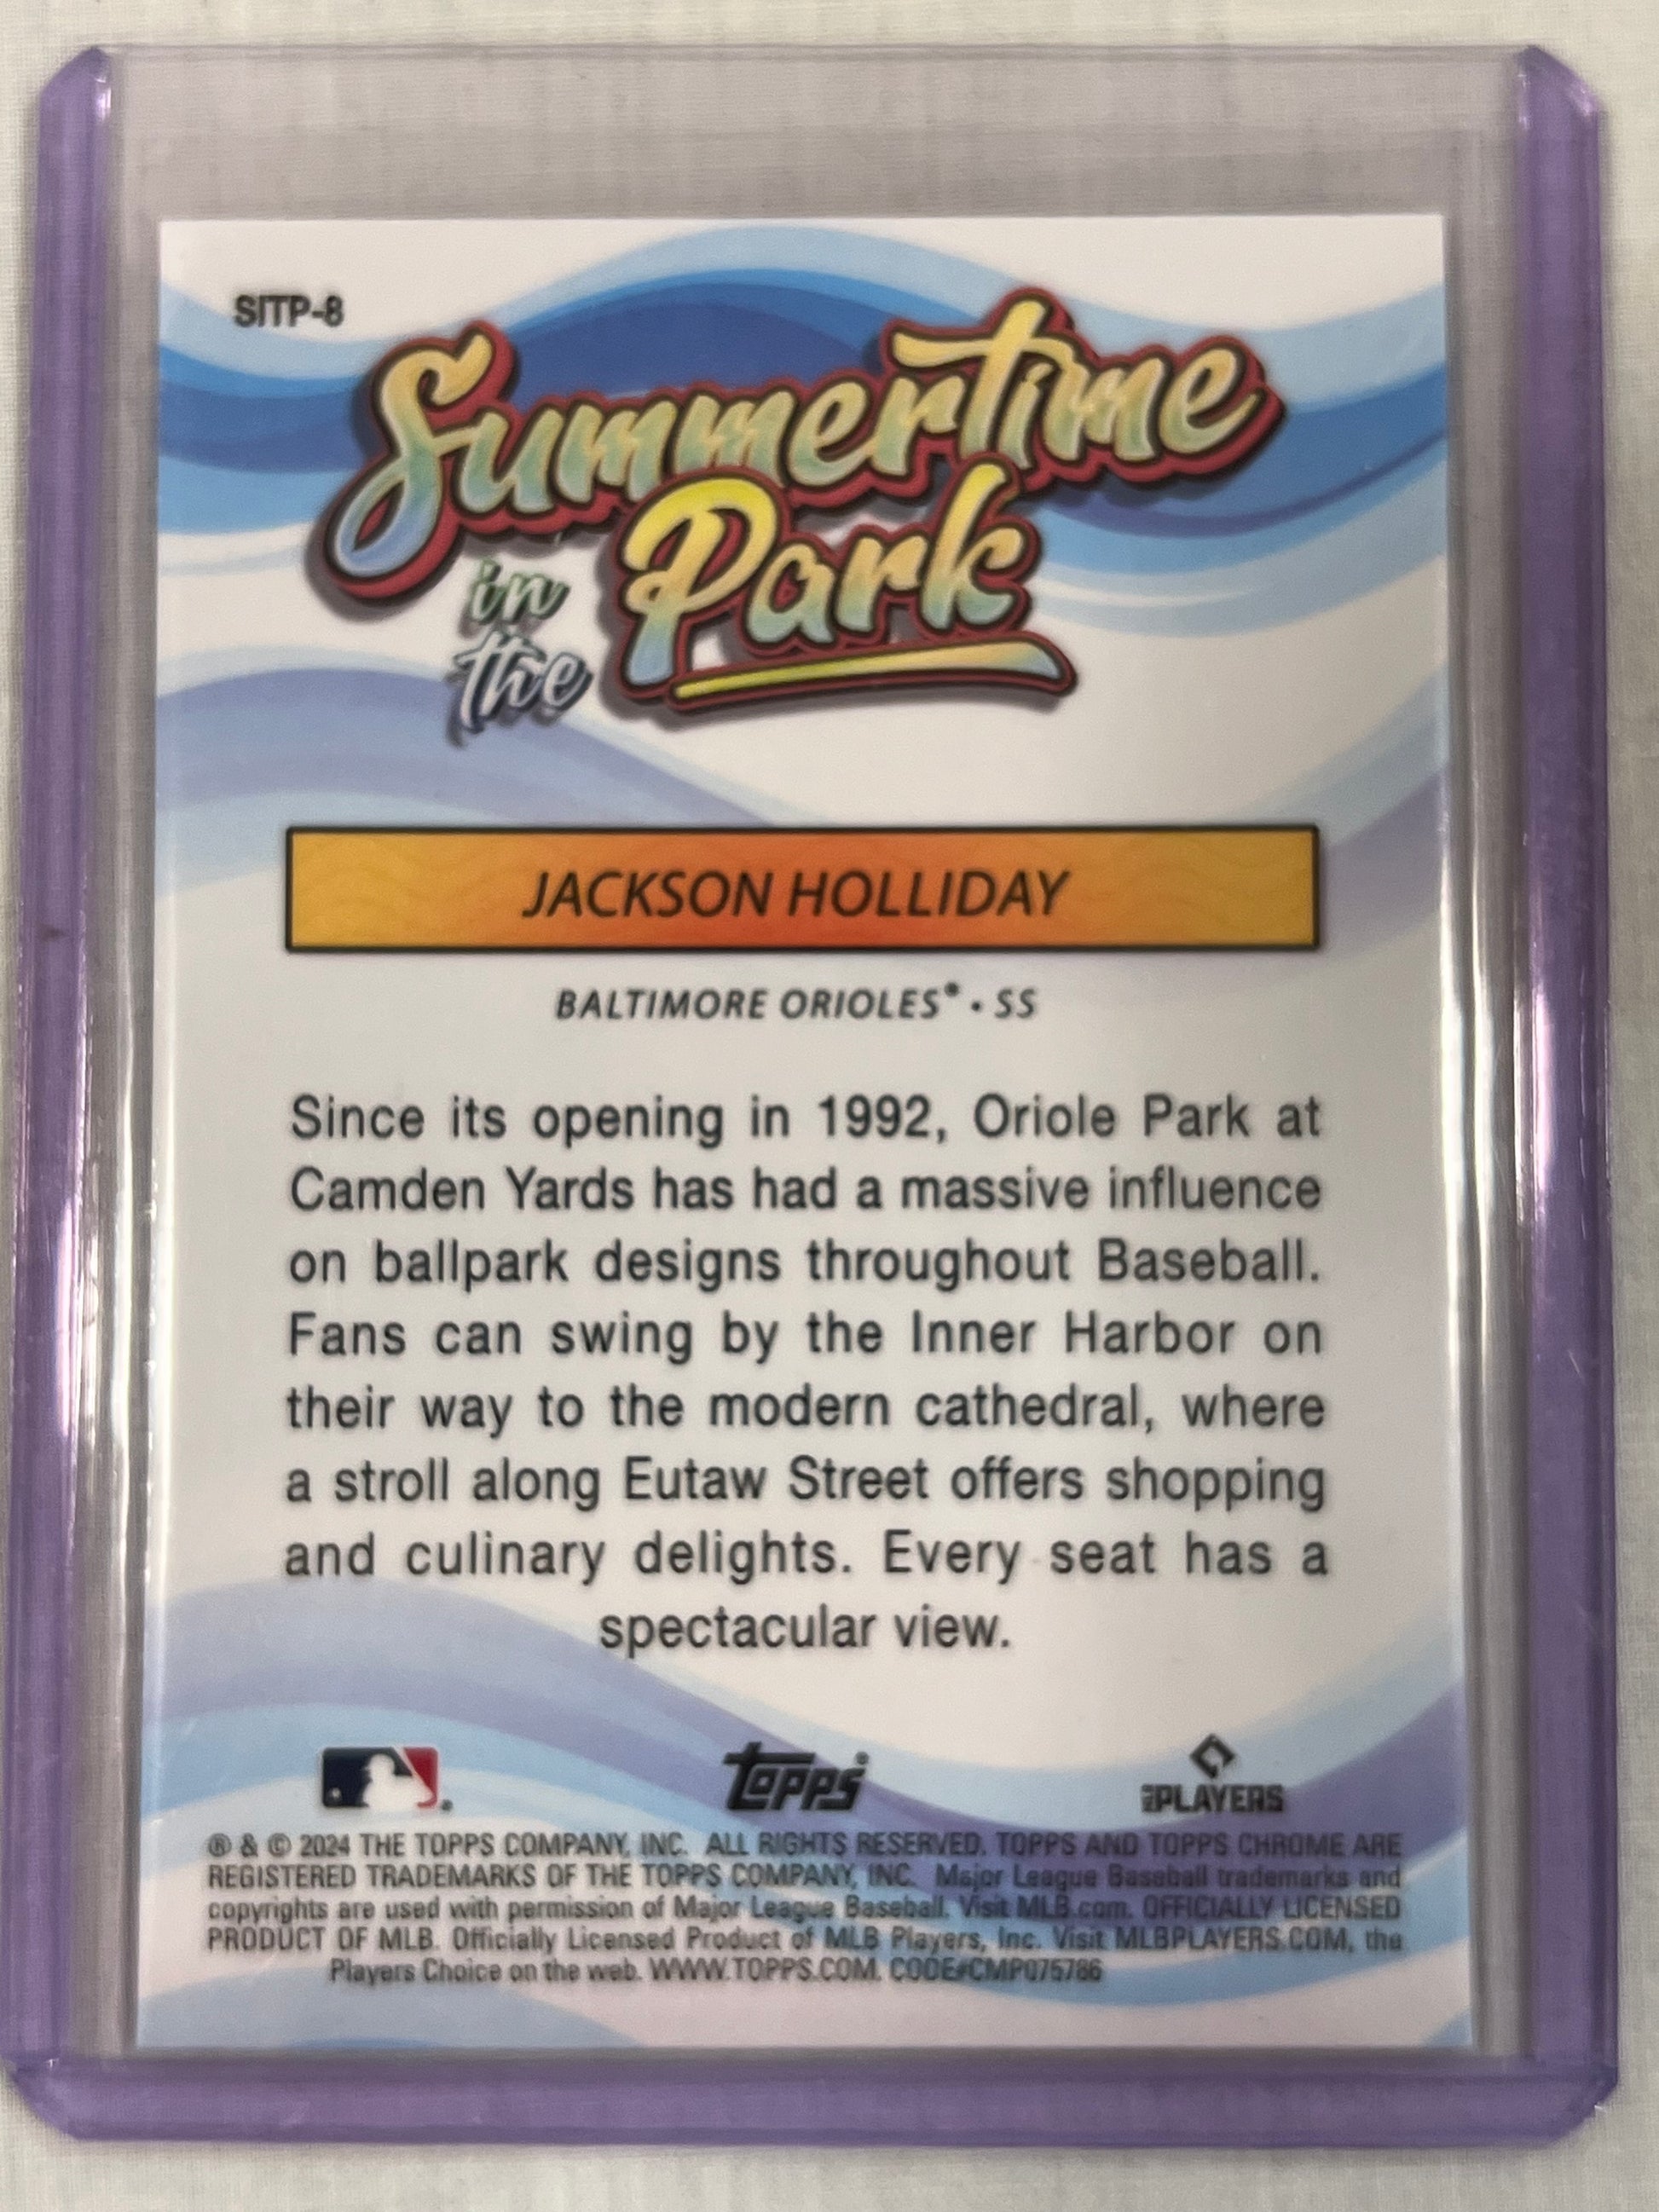 SITP-8
Summertime
in the Park
JACKSON HOLLIDAY
BALTIMORE ORIOLES® • SS
Since its opening in 1992, Oriole Park at
Camden Yards has had a massive influence
on ballpark designs throughout Baseball.
Fans can swing by the Inner Harbor on
their way to the modern cathedral, where
a stroll along Eutaw Street offers shopping
and culinary delights. Every seat has a
spectacular view.
topps® PLAYERS
® & © 2024 THE TOPPS COMPANY, INC. ALL RIGHTS RESERVED. TOPPS AND TOPPS CHROME ARE
REGISTERED TRADEMARKS OF THE TOPPS COMPANY, INC. Major League Baseball trademarks and
copyrights are used with permission of Major League Baseball. Visit MLB.com. OFFICIALLY LICENSED
PRODUCT OF MLB. Officially Licensed Product of MLB Players, Inc. Visit MLBPLAYERS.COM, the
Players Choice on the web. WWW.TOPPS.COM. CODE#CMP075786